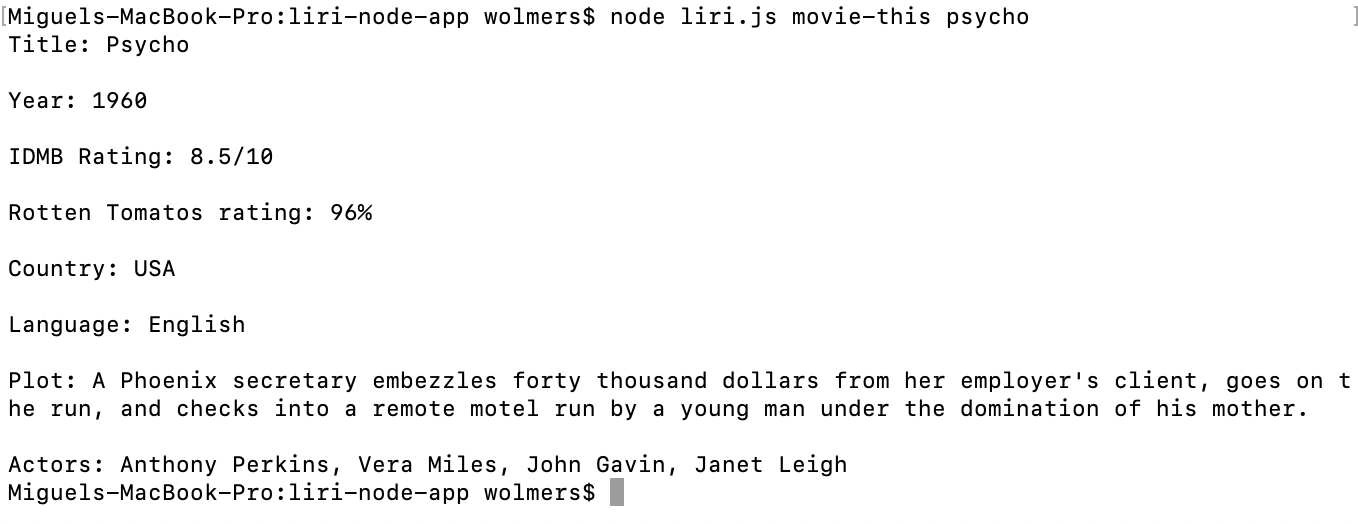 [Miguels-MacBook-Pro:liri-node-app wolmers$ node liri.js movie-this psycho ]
Title: Psycho
Year: 1960
IDMB Rating: 8.5/10
Rotten Tomatos rating: 96%
Country: USA
Language: English
Plot: A Phoenix secretary embezzles forty thousand dollars from her employer's client, goes on t
he run, and checks into a remote motel run by a young man under the domination of his mother.
Actors: Anthony Perkins, Vera Miles, John Gavin, Janet Leigh
Miguels-MacBook-Pro:liri-node-app wolmers$